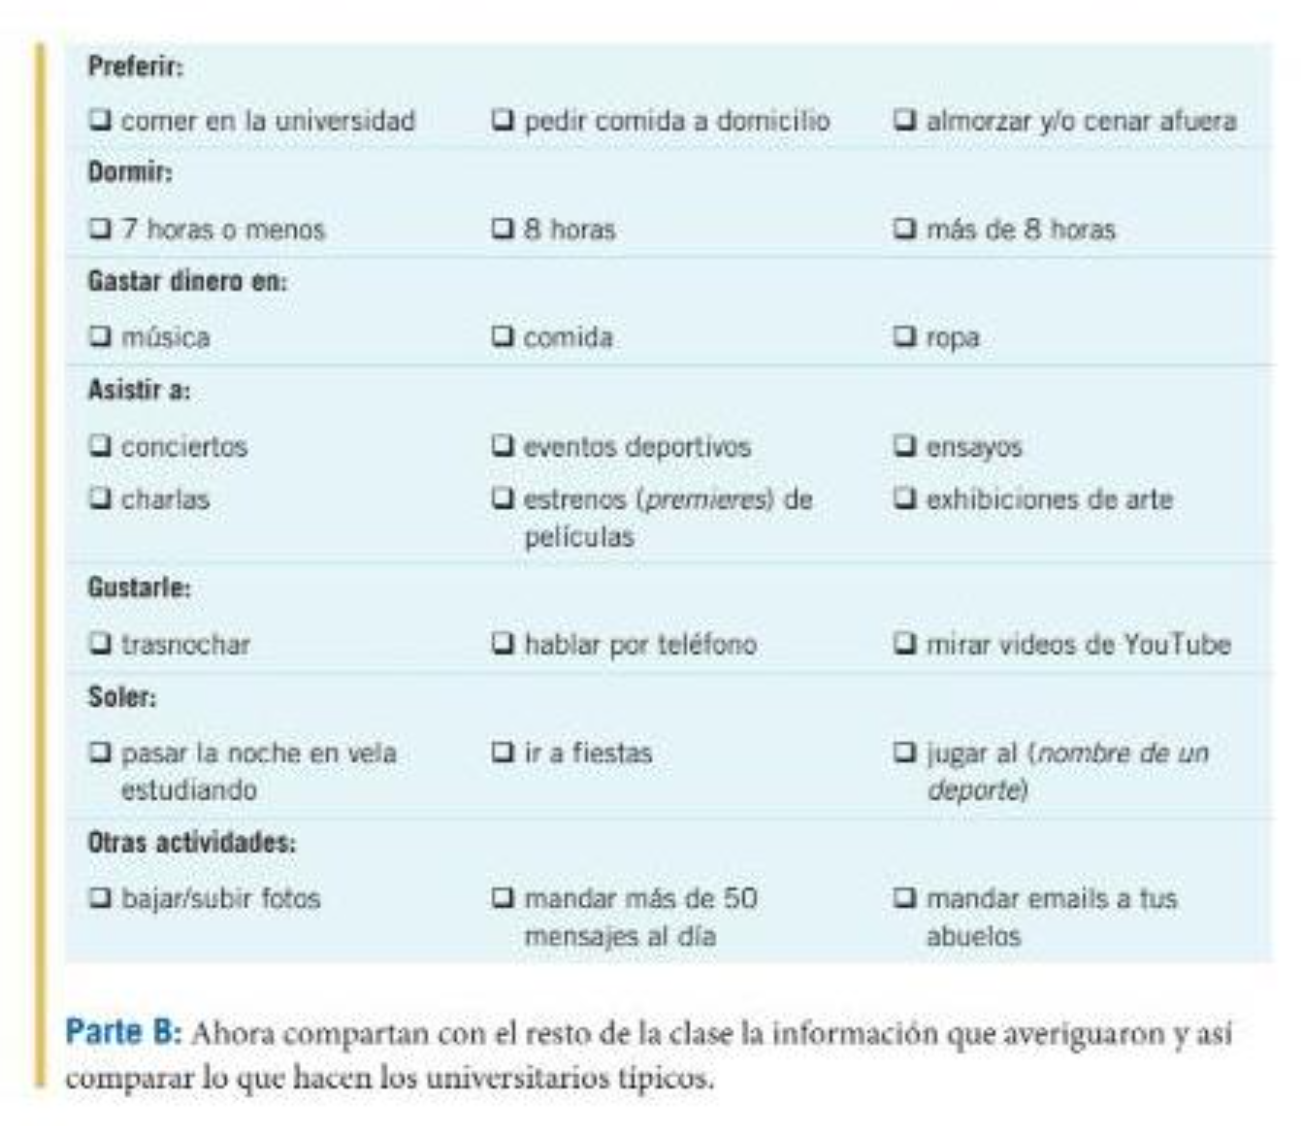 Preferir:
❑ comer en la universidad ❑ pedir comida a domicilio ❑ almorzar y/o cenar afuera
Dormir:
❑ 7 horas o menos ❑ 8 horas ❑ más de 8 horas
Gastar dinero en:
❑ música ❑ comida ❑ ropa
Asistir a:
❑ conciertos ❑ eventos deportivos ❑ ensayos
❑ charlas ❑ estrenos (premieres) de películas ❑ exhibiciones de arte
Gustarle:
❑ trasnochar ❑ hablar por teléfono ❑ mirar videos de YouTube
Soler:
❑ pasar la noche en vela estudiando ❑ ir a fiestas ❑ jugar al (nombre de un deporte)
Otras actividades:
❑ bajar/subir fotos ❑ mandar más de 50 mensajes al día ❑ mandar emails a tus abuelos
Parte B: Ahora compartan con el resto de la clase la información que averiguaron y así
comparar lo que hacen los universitarios típicos.